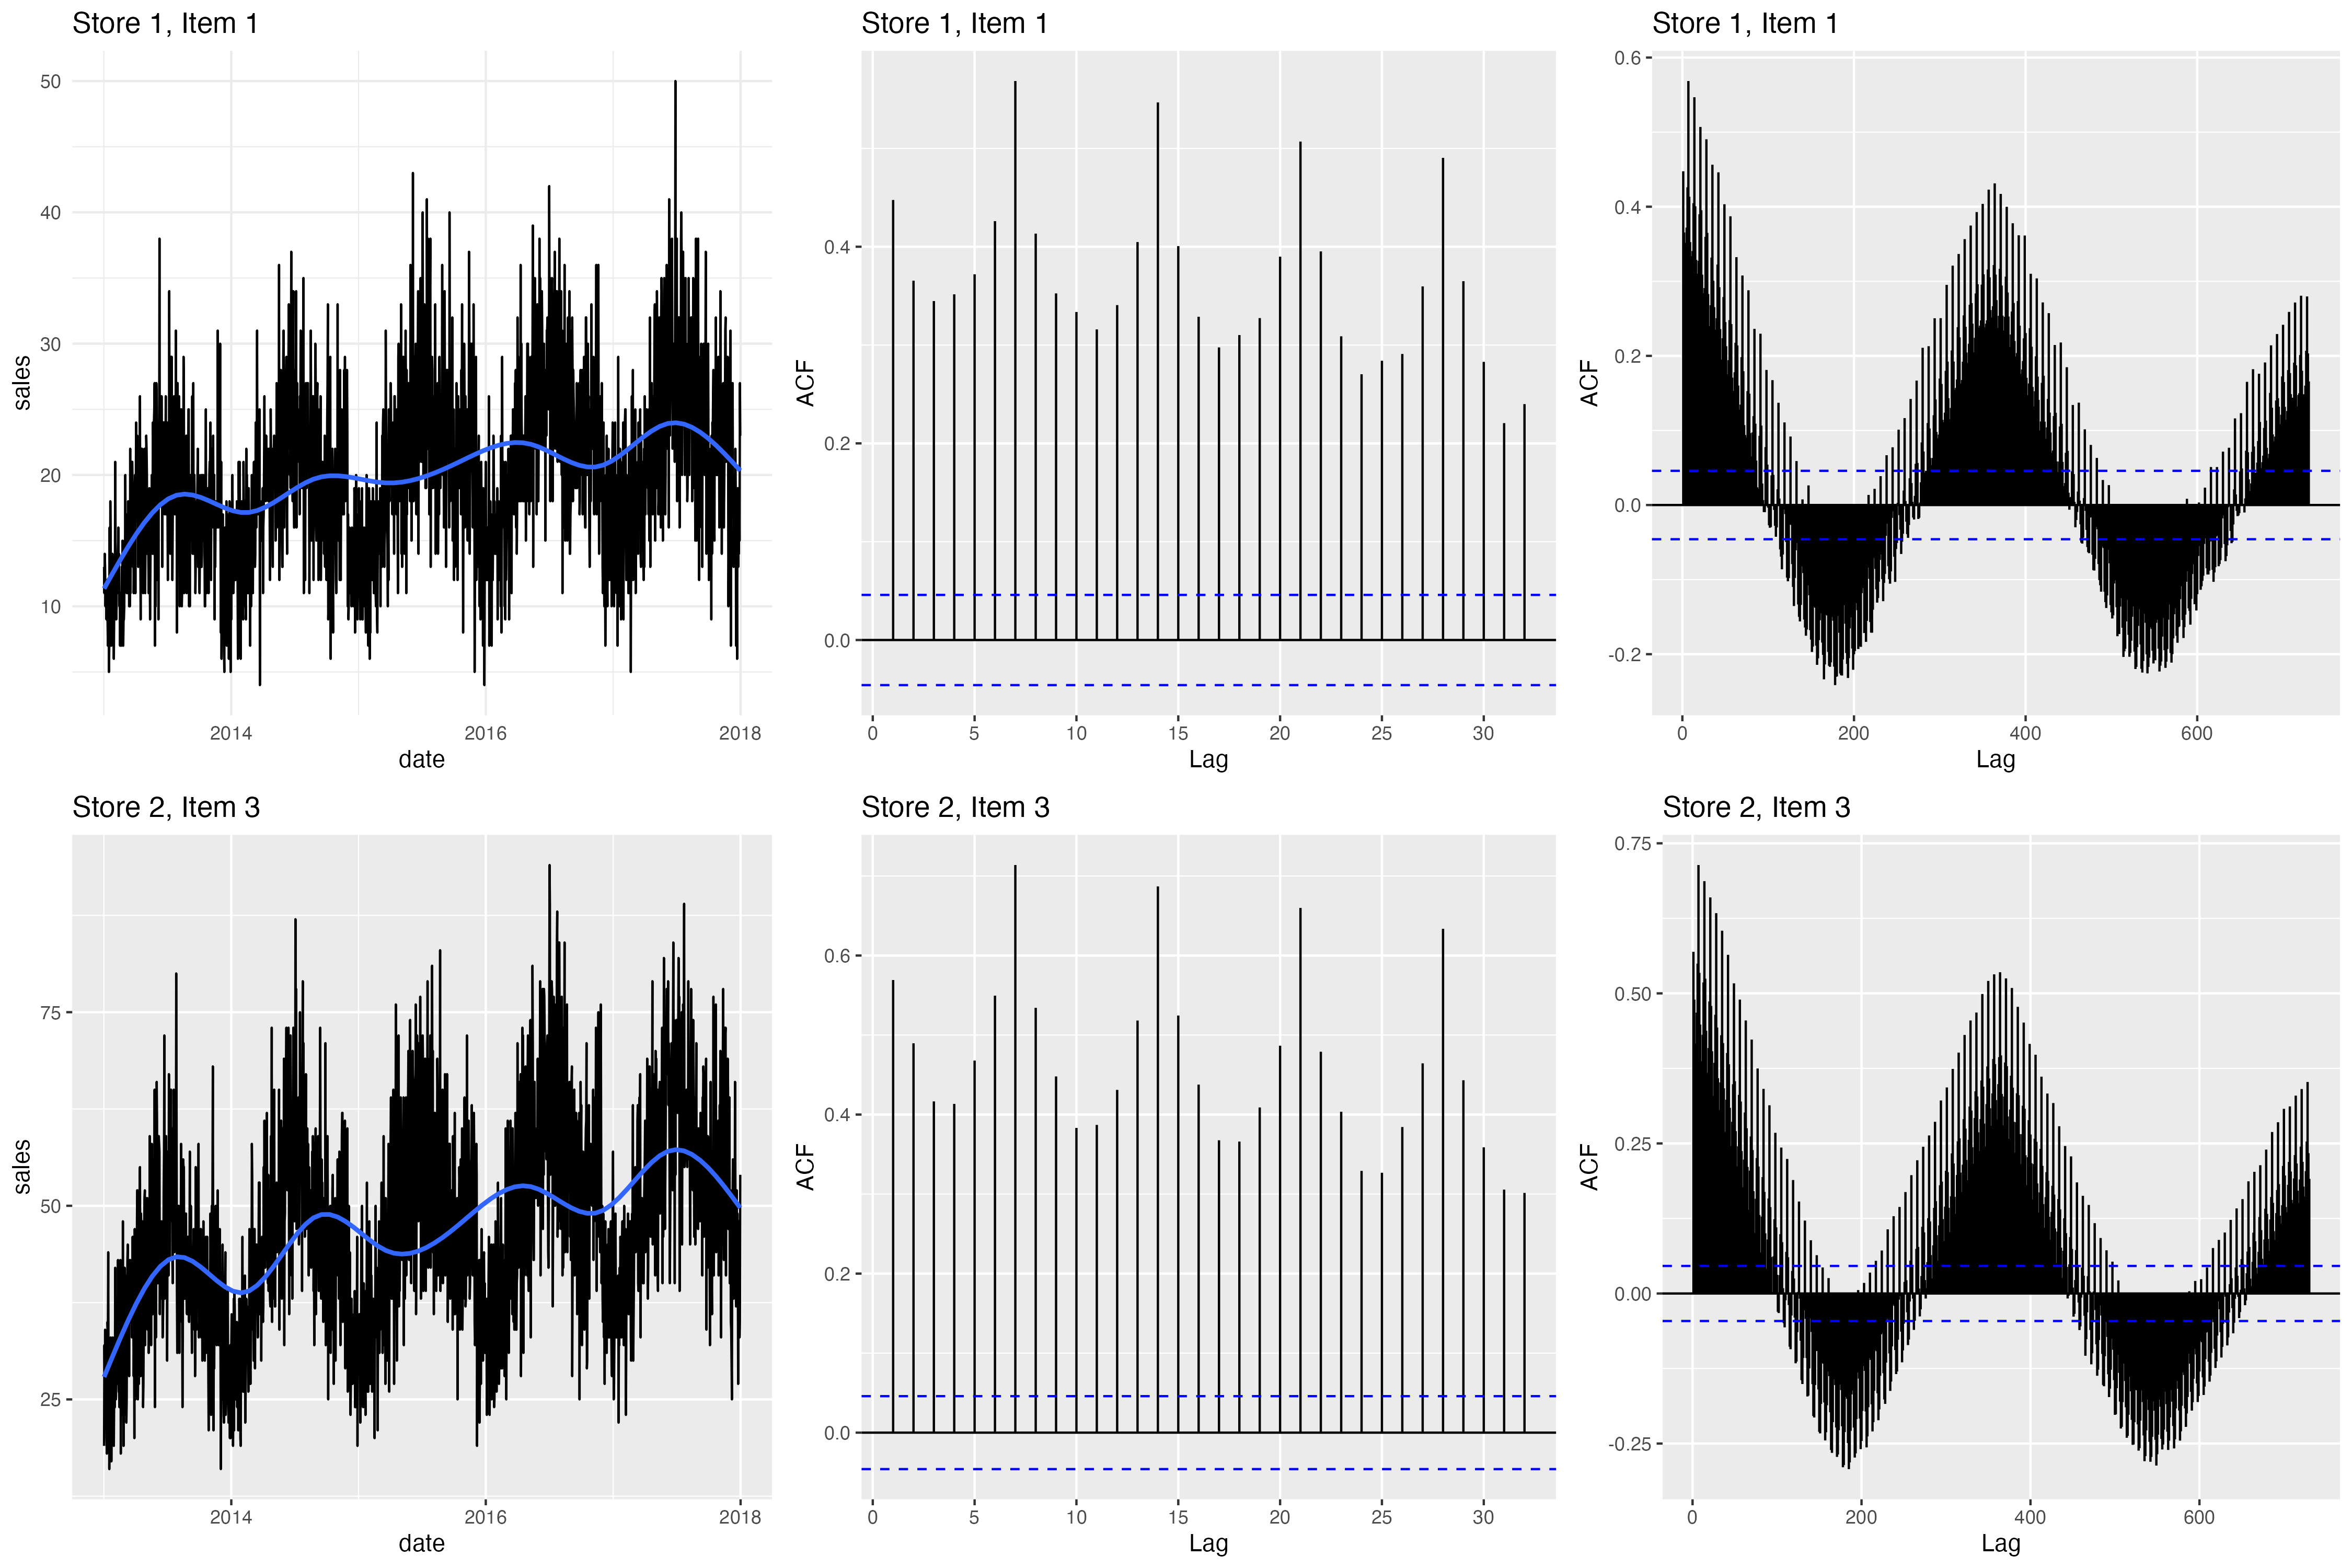 Store 1, Item 1
sales
50
40
30
20
10
2014
2016
2018
date
Store 1, Item 1
ACF
0.4
0.2
0.0
0
5
10
15
20
25
30
Lag
Store 1, Item 1
ACF
0.6
0.4
0.2
0.0
-0.2
0
200
400
600
Lag
Store 2, Item 3
sales
75
50
25
2014
2016
2018
date
Store 2, Item 3
ACF
0.6
0.4
0.2
0.0
0
5
10
15
20
25
30
Lag
Store 2, Item 3
ACF
0.75
0.50
0.25
0.00
-0.25
0
200
400
600
Lag